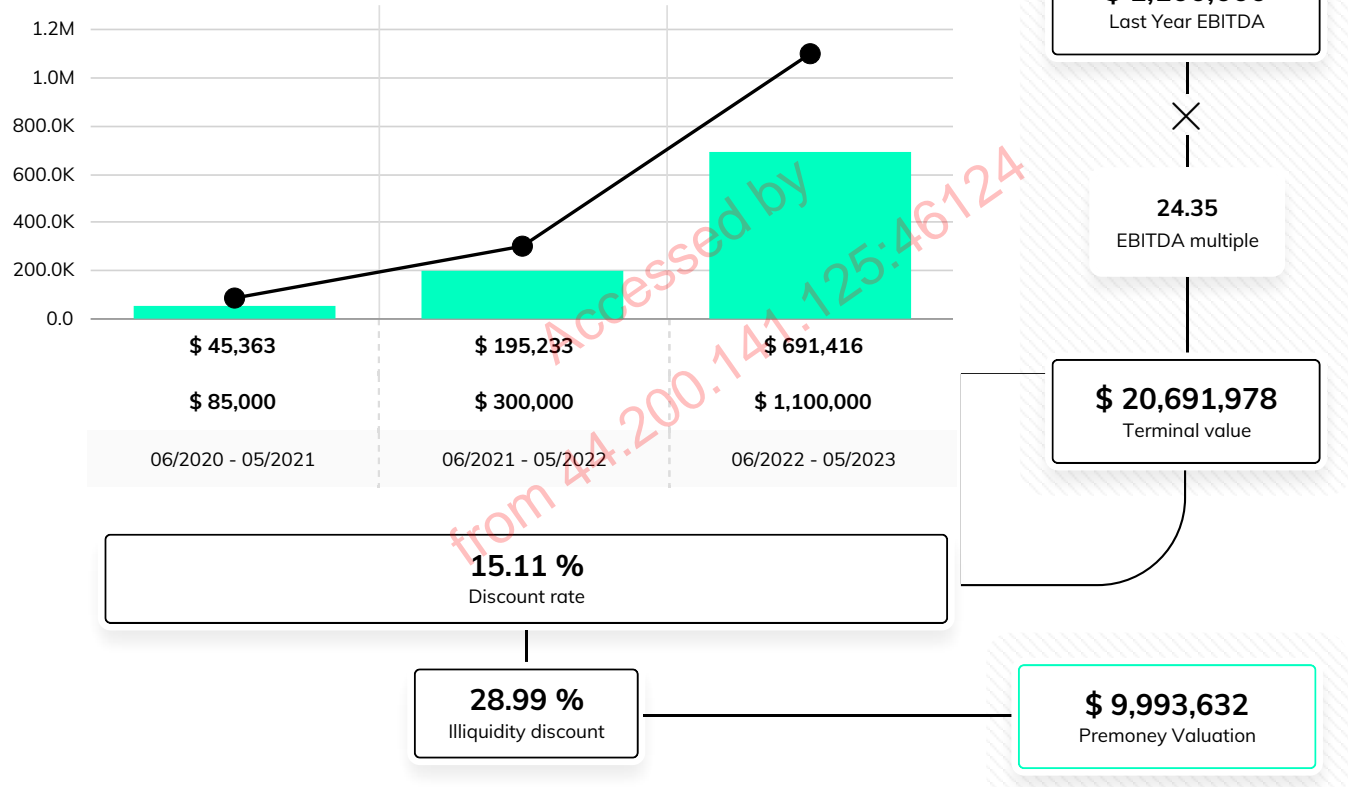 Last Year EBITDA
1.2M
1.0M
800.0K
600.0K
400.0K
200.0K
0.0
24.35
EBITDA multiple
$ 45,363
$ 195,233
$ 691,416
$ 85,000
$ 300,000
$ 1,100,000
06/2020 - 05/2021
06/2021 - 05/2022
06/2022 - 05/2023
$ 20,691,978
Terminal value
15.11 %
Discount rate
28.99 %
Illiquidity discount
$ 9,993,632
Premoney Valuation
Accessed by
from 44.200.141.125:46124